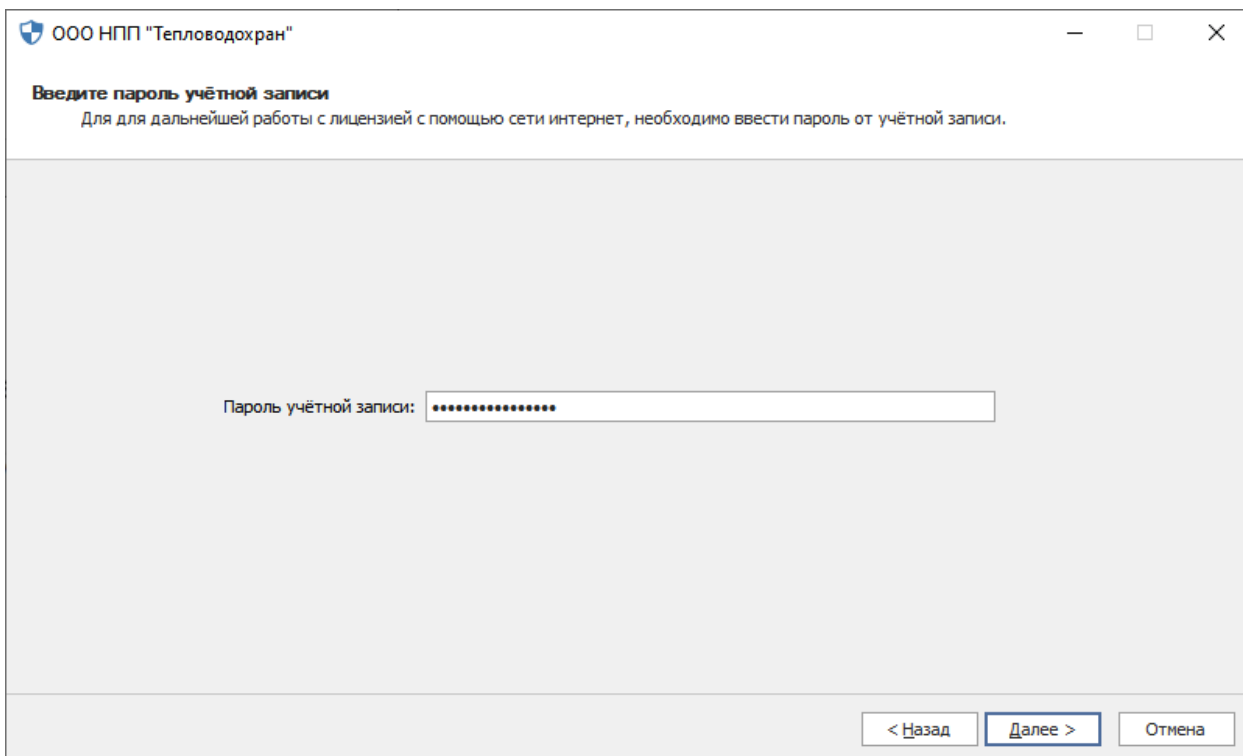 ООО НПП "Тепловодохран"
Введите пароль учётной записи
Для для дальнейшей работы с лицензией с помощью сети интернет, необходимо ввести пароль от учётной записи.
Пароль учётной записи: ••••••••••••••••
< Назад Далее > Отмена